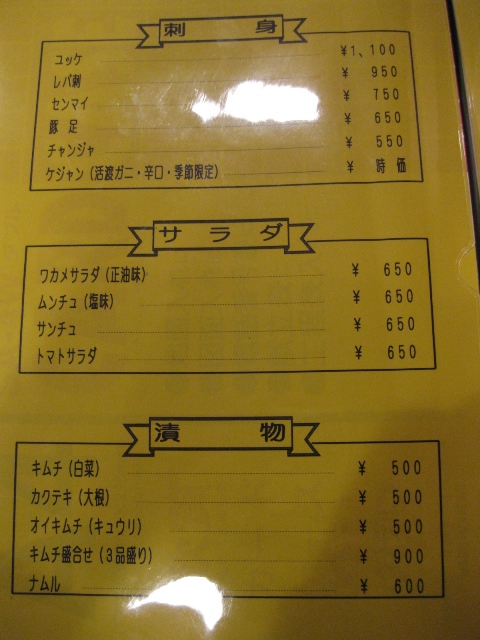 刺身
ユッケ ¥1、100
レバ刺 ¥ 950
センマイ ¥ 750
豚足 ¥ 650
チャンジャ ¥ 550
ケジャン（活渡ガニ・辛口・季節限定） ¥ 時価
サラダ
ワカメサラダ（正油味） ¥ 650
ムンチュ（塩味） ¥ 650
サンチュ ¥ 650
トマトサラダ ¥ 650
漬物
キムチ（白菜） ¥ 500
カクテキ（大根） ¥ 500
オイキムチ（キュウリ） ¥ 500
キムチ盛合せ（３品盛り） ¥ 900
ナムル ¥ 600